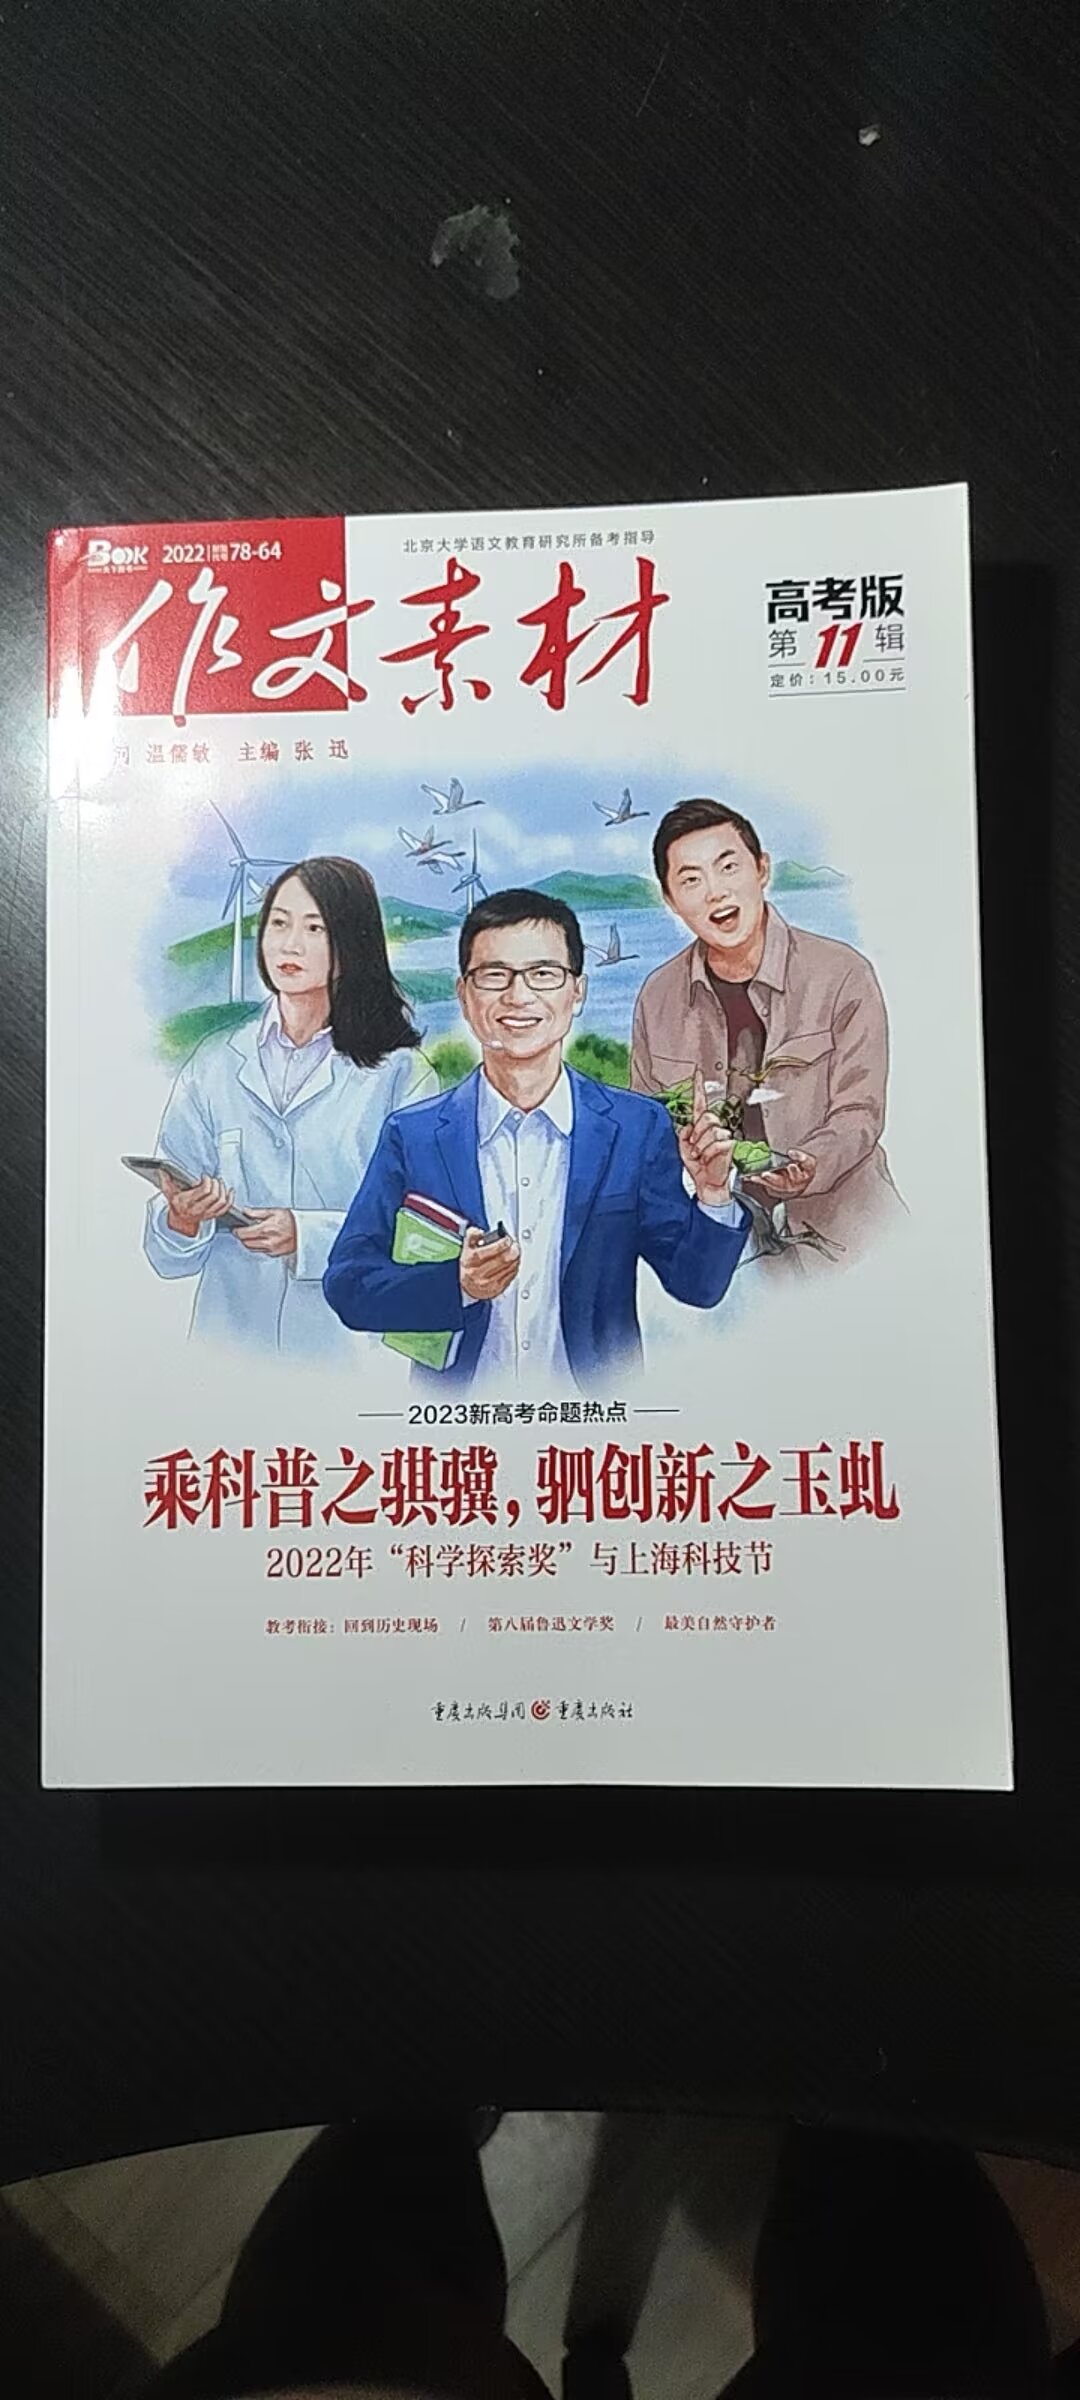 BOOK 2022 78-64
北京大学语文教育研究所备考指导
作文素材
高考版
第11辑
定价：15.00元
温儒敏 主编 张迅
2023新高考命题热点
乘科普之骐骥，驷创新之玉虬
2022年“科学探索奖”与上海科技节
教考衔接：回到历史现场 / 第八届鲁迅文学奖 / 最美自然守护者
重庆出版集团 重庆出版社